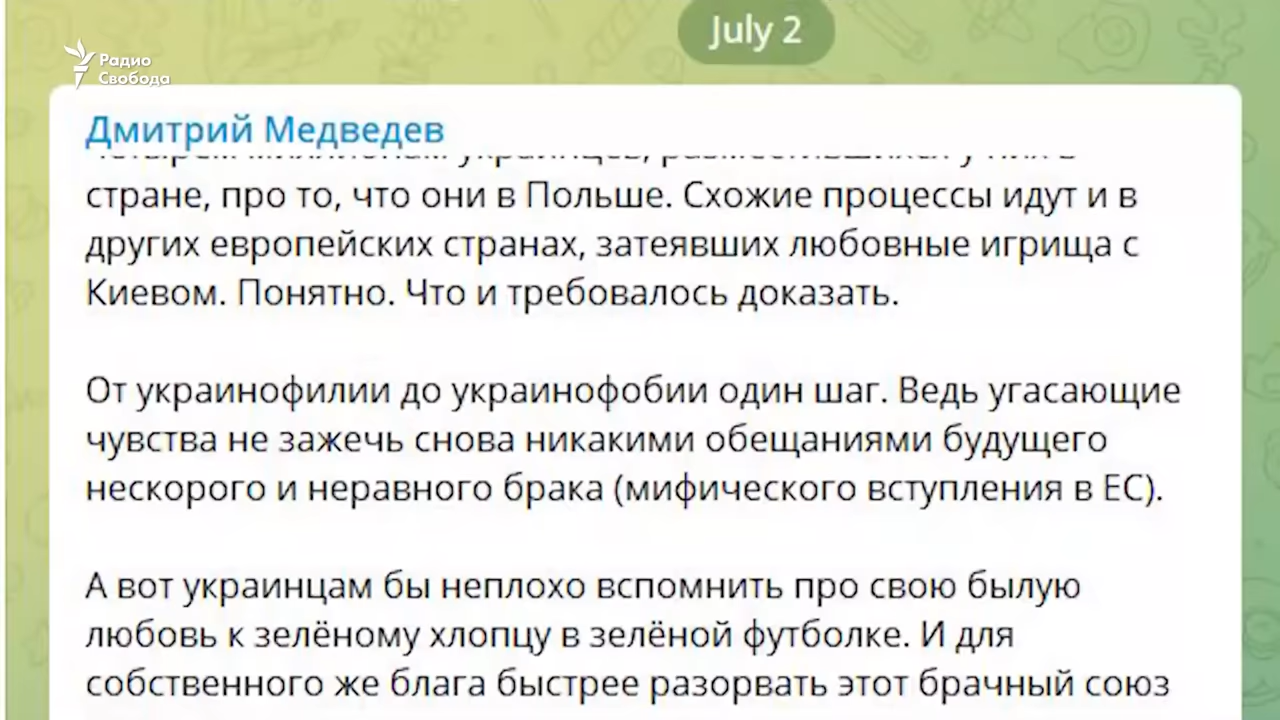 July 2
Радио
Свобода
Дмитрий Медведев
украинцев,
стране, про то, что они в Польше. Схожие процессы идут и в
других европейских странах, затеявших любовные игрища с
Киевом. Понятно. Что и требовалось доказать.
От украинофилии до украинофобии один шаг. Ведь угасающие
чувства не зажечь снова никакими обещаниями будущего
нескорого и неравного брака (мифического вступления в ЕС).
А вот украинцам бы неплохо вспомнить про свою былую
любовь к зелёному хлопцу в зелёной футболке. И для
собственного же блага быстрее разорвать этот брачный союз